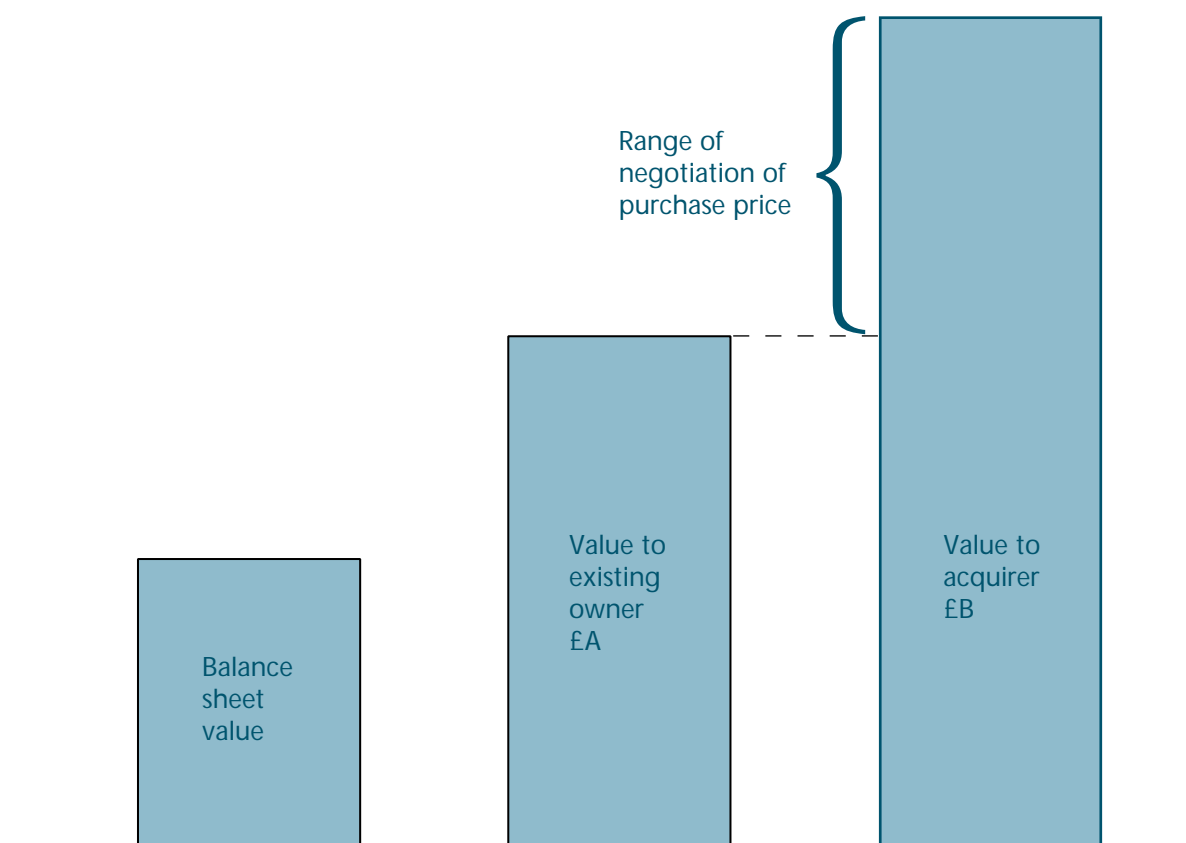 Range of
negotiation of
purchase price
Value to
existing
owner
£A
Value to
acquirer
£B
Balance
sheet
value